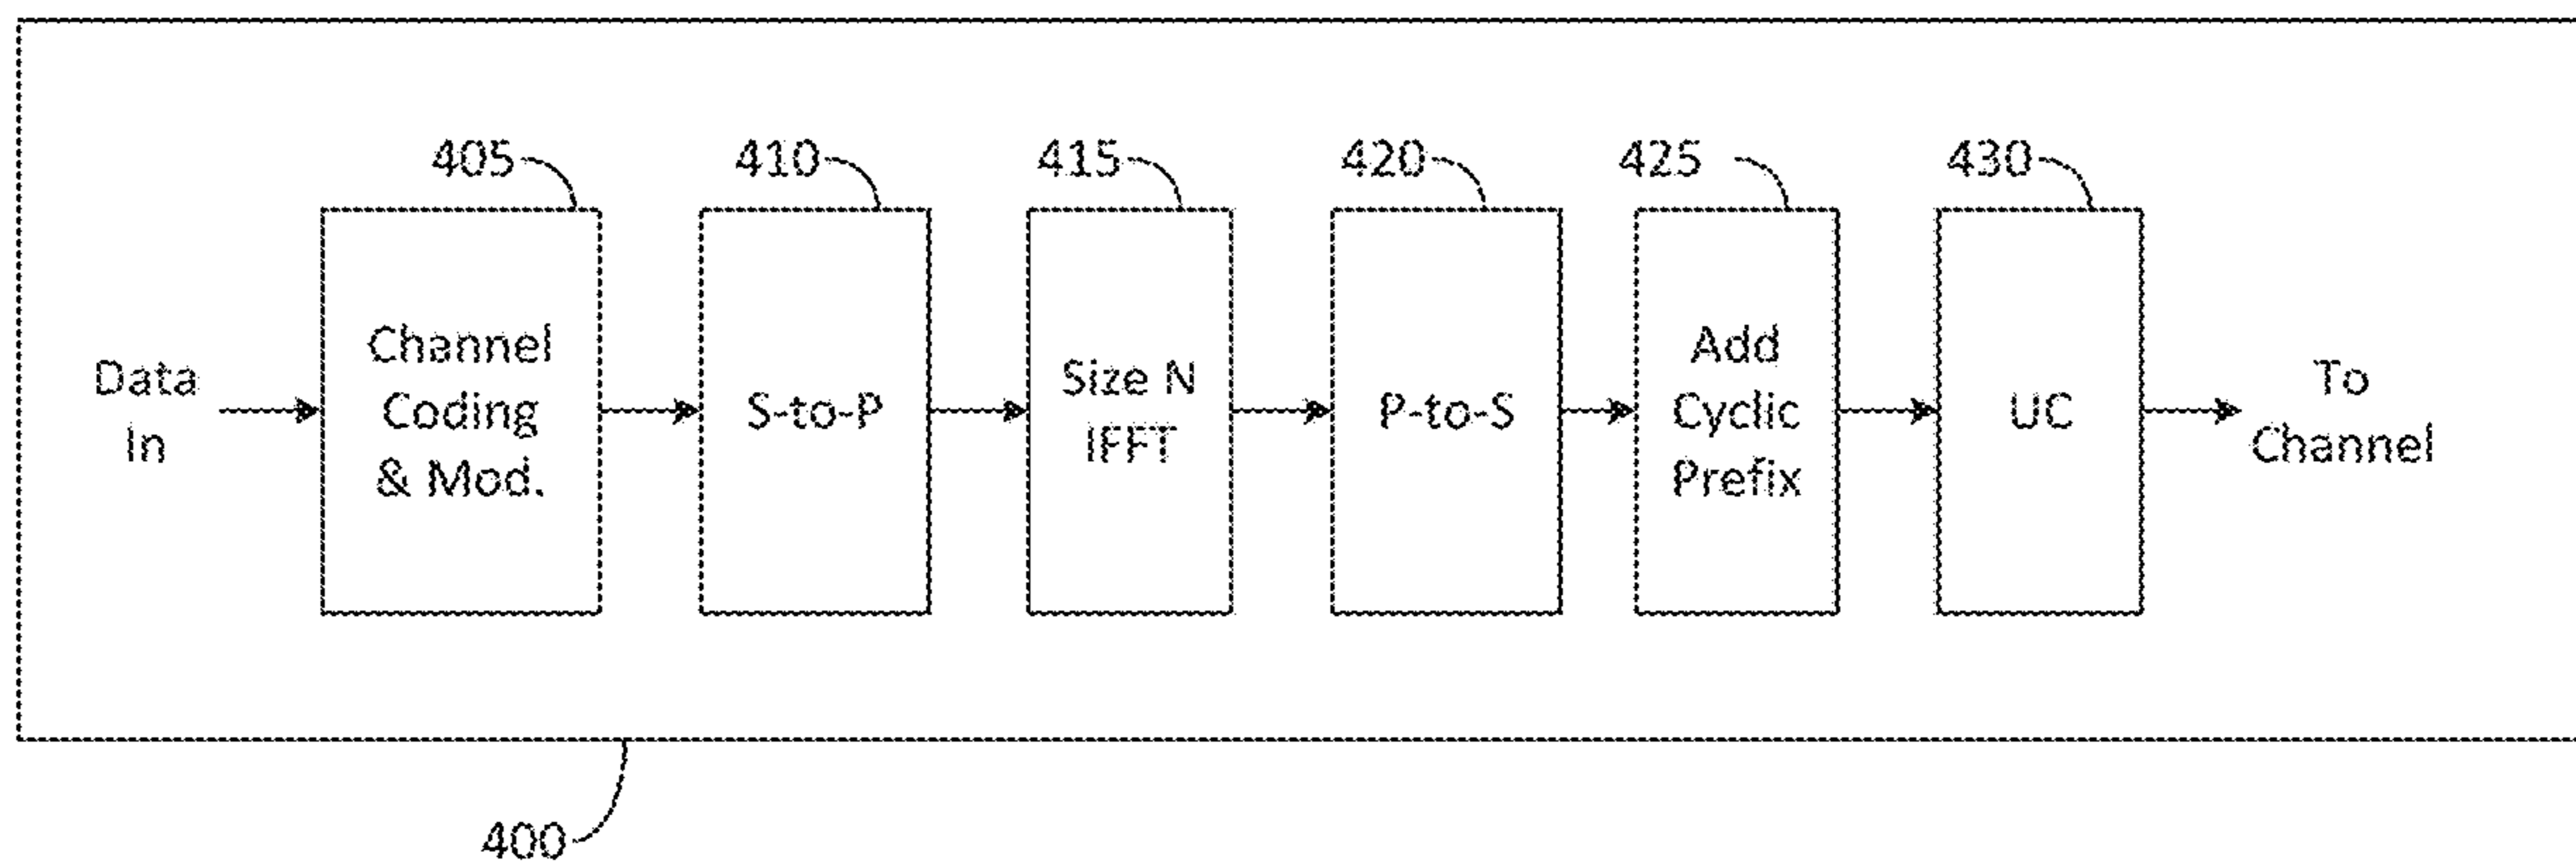 405
410
415
420
425
430
Data
In
Channel
Coding
& Mod.
S-to-P
Size N
IFFT
P-to-S
Add
Cyclic
Prefix
UC
To
Channel
400